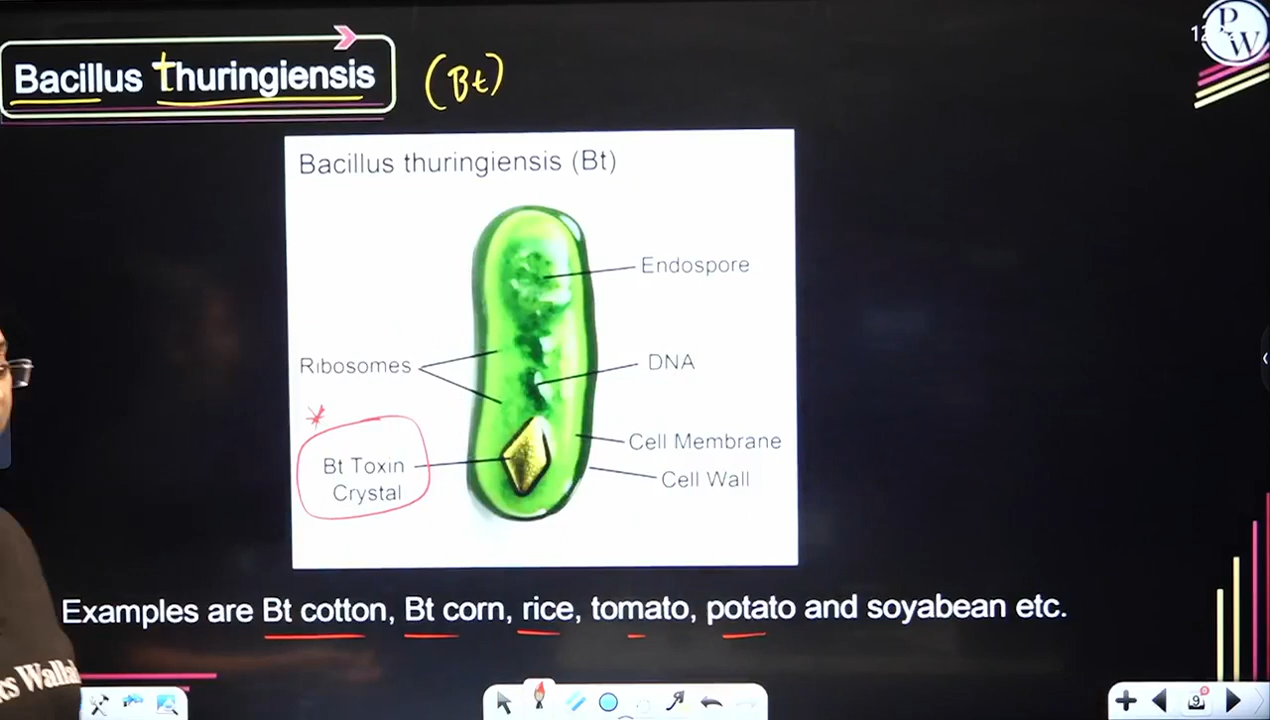 Bacillus thuringiensis (Bt)
P
W
Bacillus thuringiensis (Bt)
Endospore
Ribosomes
DNA
Cell Membrane
Bt Toxin
Crystal
Cell Wall
Examples are Bt cotton, Bt corn, rice, tomato, potato and soyabean etc.
9